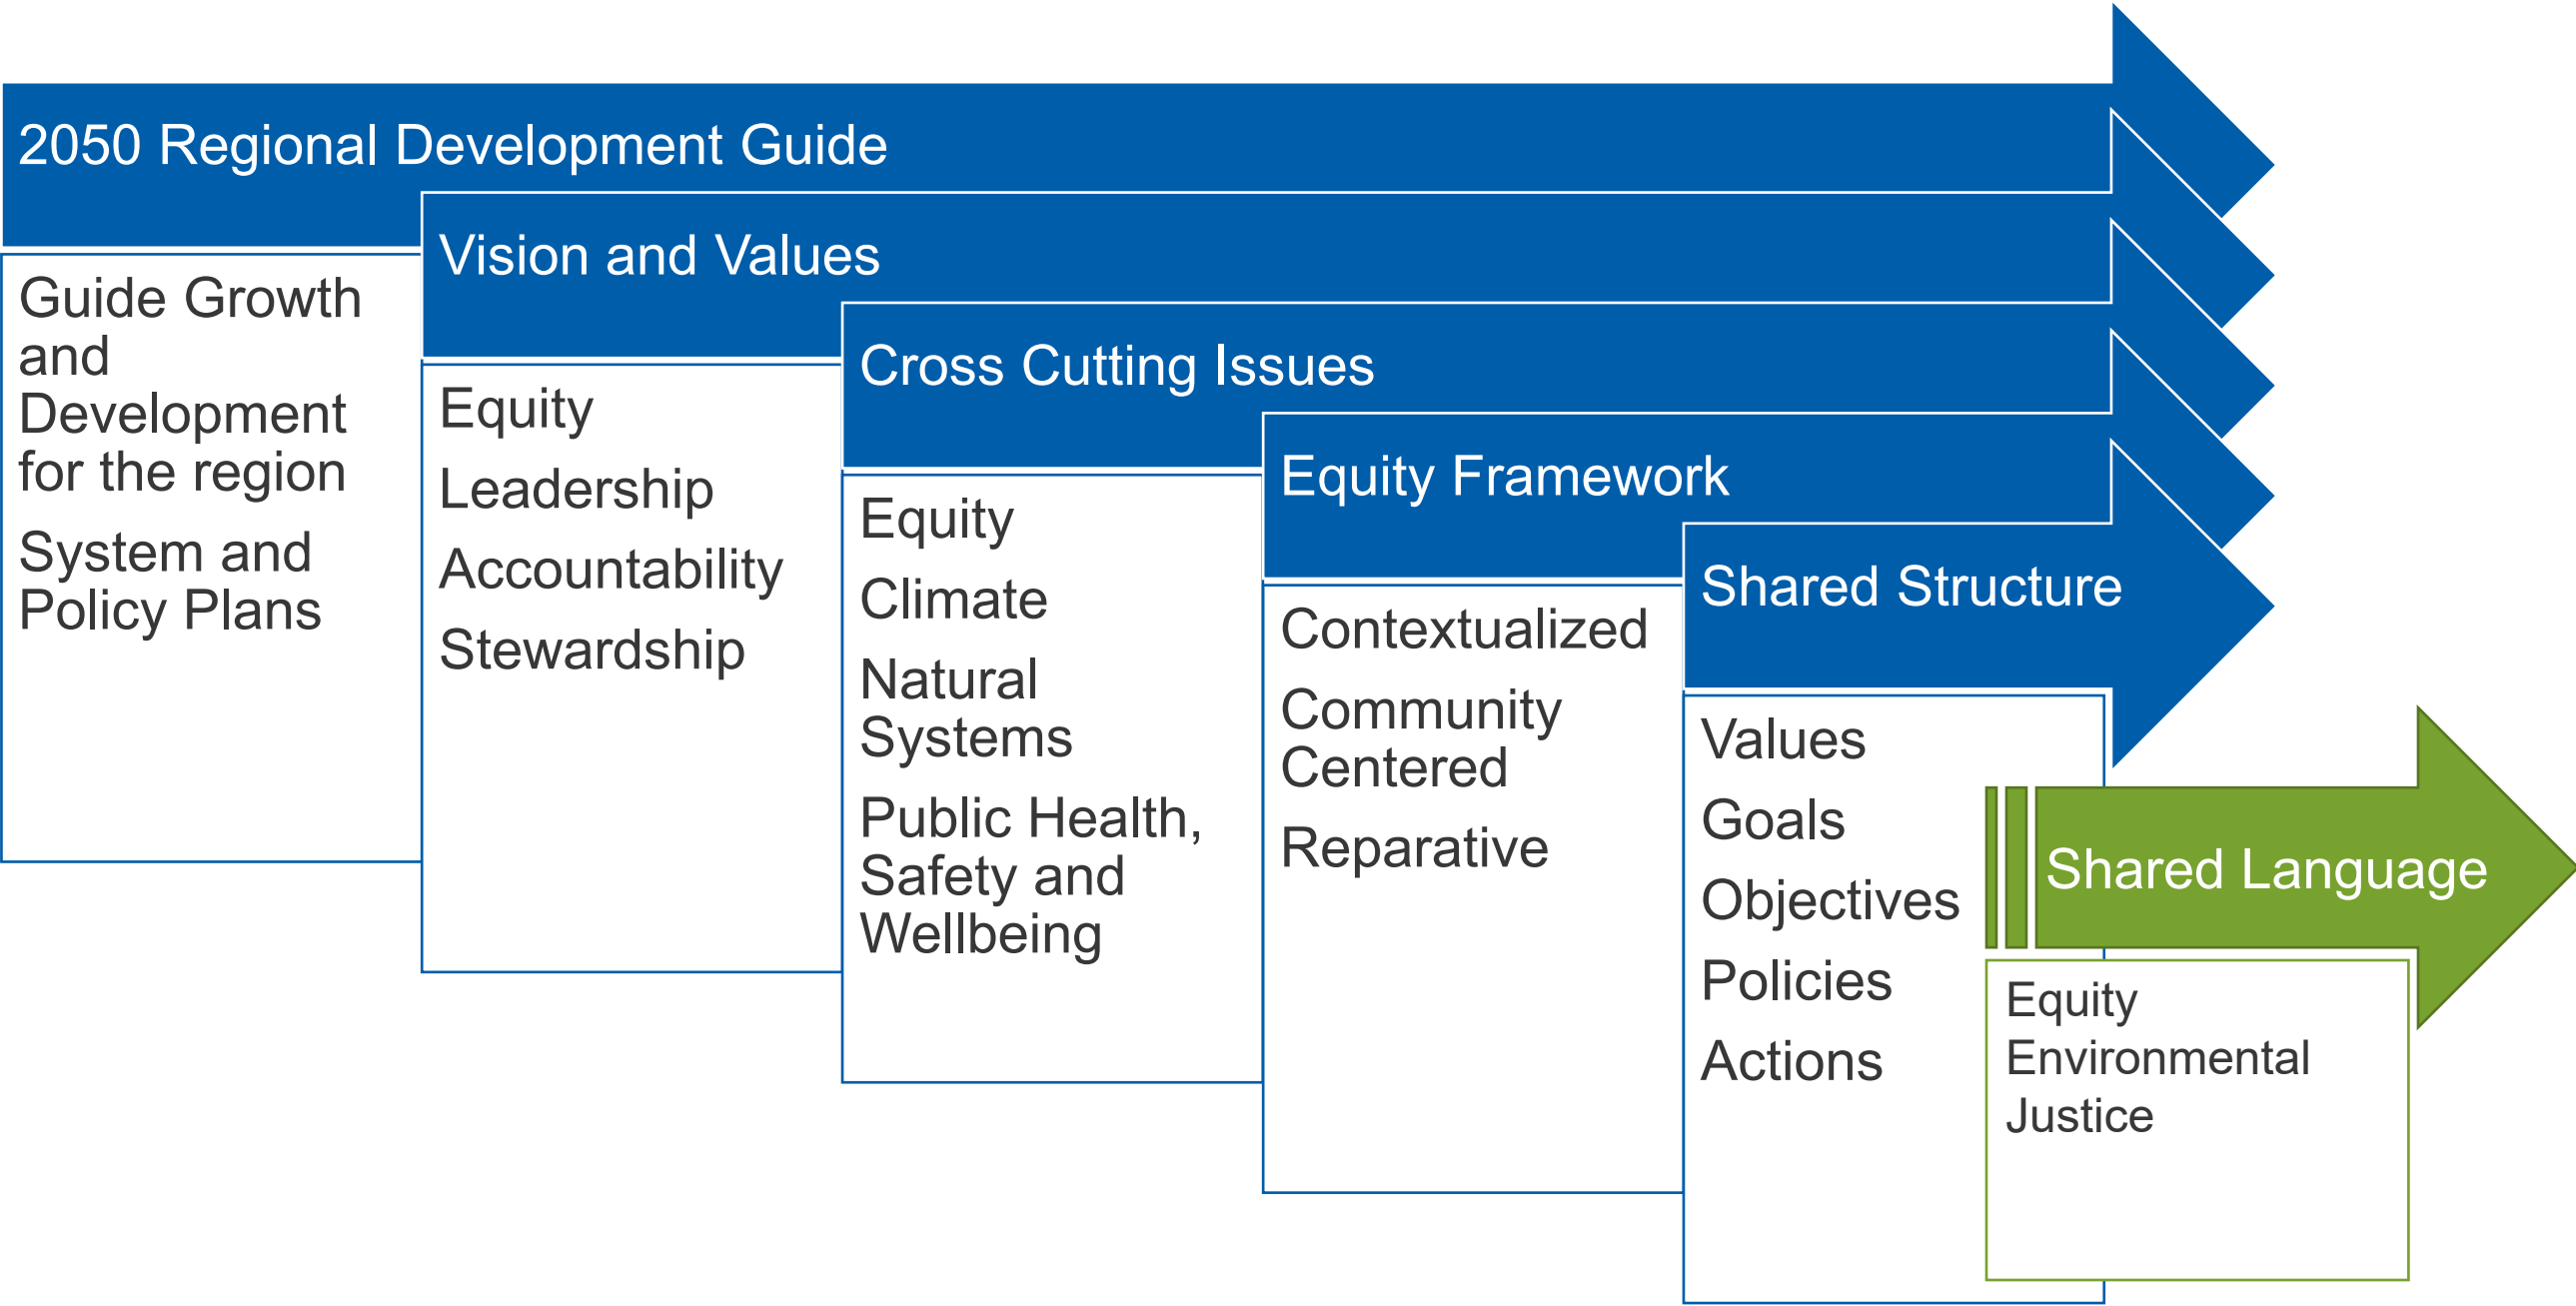 2050 Regional Development Guide
Guide Growth
and
Development
for the region
System and
Policy Plans
Vision and Values
Equity
Leadership
Accountability
Stewardship
Cross Cutting Issues
Equity
Climate
Natural
Systems
Public Health,
Safety and
Wellbeing
Equity Framework
Contextualized
Community
Centered
Reparative
Shared Structure
Values
Goals
Objectives
Policies
Actions
Shared Language
Equity
Environmental
Justice